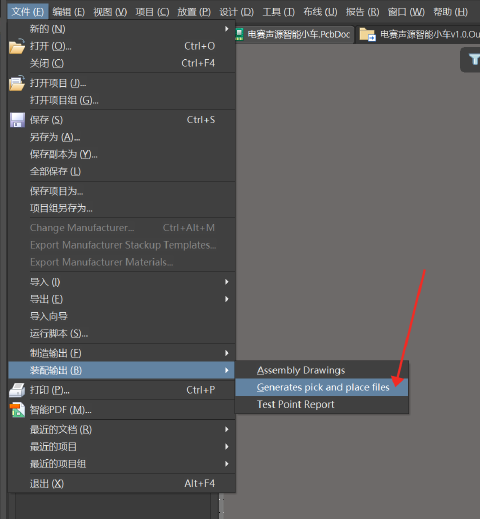 文件 (F) 编辑 (E) 视图 (V) 项目 (C) 放置 (P) 设计 (D) 工具 (T) 布线 (U) 报告 (R) 窗口 (W) 帮助 (H)
新的 (N)
电赛声源智能小车.PcbDoc 电赛声源智能小车v1.0.Ou
打开 (O)... Ctrl+O
关闭 (C) Ctrl+F4
打开项目 (J)...
打开项目组 (G)...
保存 (S) Ctrl+S
另存为 (A)...
保存副本为 (Y)...
全部保存 (L)
保存项目为...
项目组另存为...
Change Manufacturer... Ctrl+Alt+M
Export Manufacturer Stackup Templates...
Export Manufacturer Materials...
导入 (I)
导出 (E)
导入向导
运行脚本 (S)...
制造输出 (F)
装配输出 (B)
Assembly Drawings
打印 (P)... Ctrl+P
Generates pick and place files
智能PDF (M)...
Test Point Report
最近的文档 (R)
最近的项目
最近的项目组
退出 (X) Alt+F4